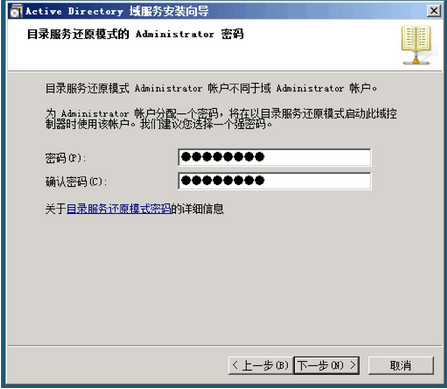 Active Directory 域服务安装向导
目录服务还原模式的 Administrator 密码
目录服务还原模式 Administrator 帐户不同于域 Administrator 帐户。
为 Administrator 帐户分配一个密码，将在以目录服务还原模式启动此域控
制器时使用该帐户。我们建议您选择一个强密码。
密码(P):
●●●●●●●●
确认密码(C):
●●●●●●●●
关于目录服务还原模式密码的详细信息
< 上一步(B) 下一步(N) > 取消